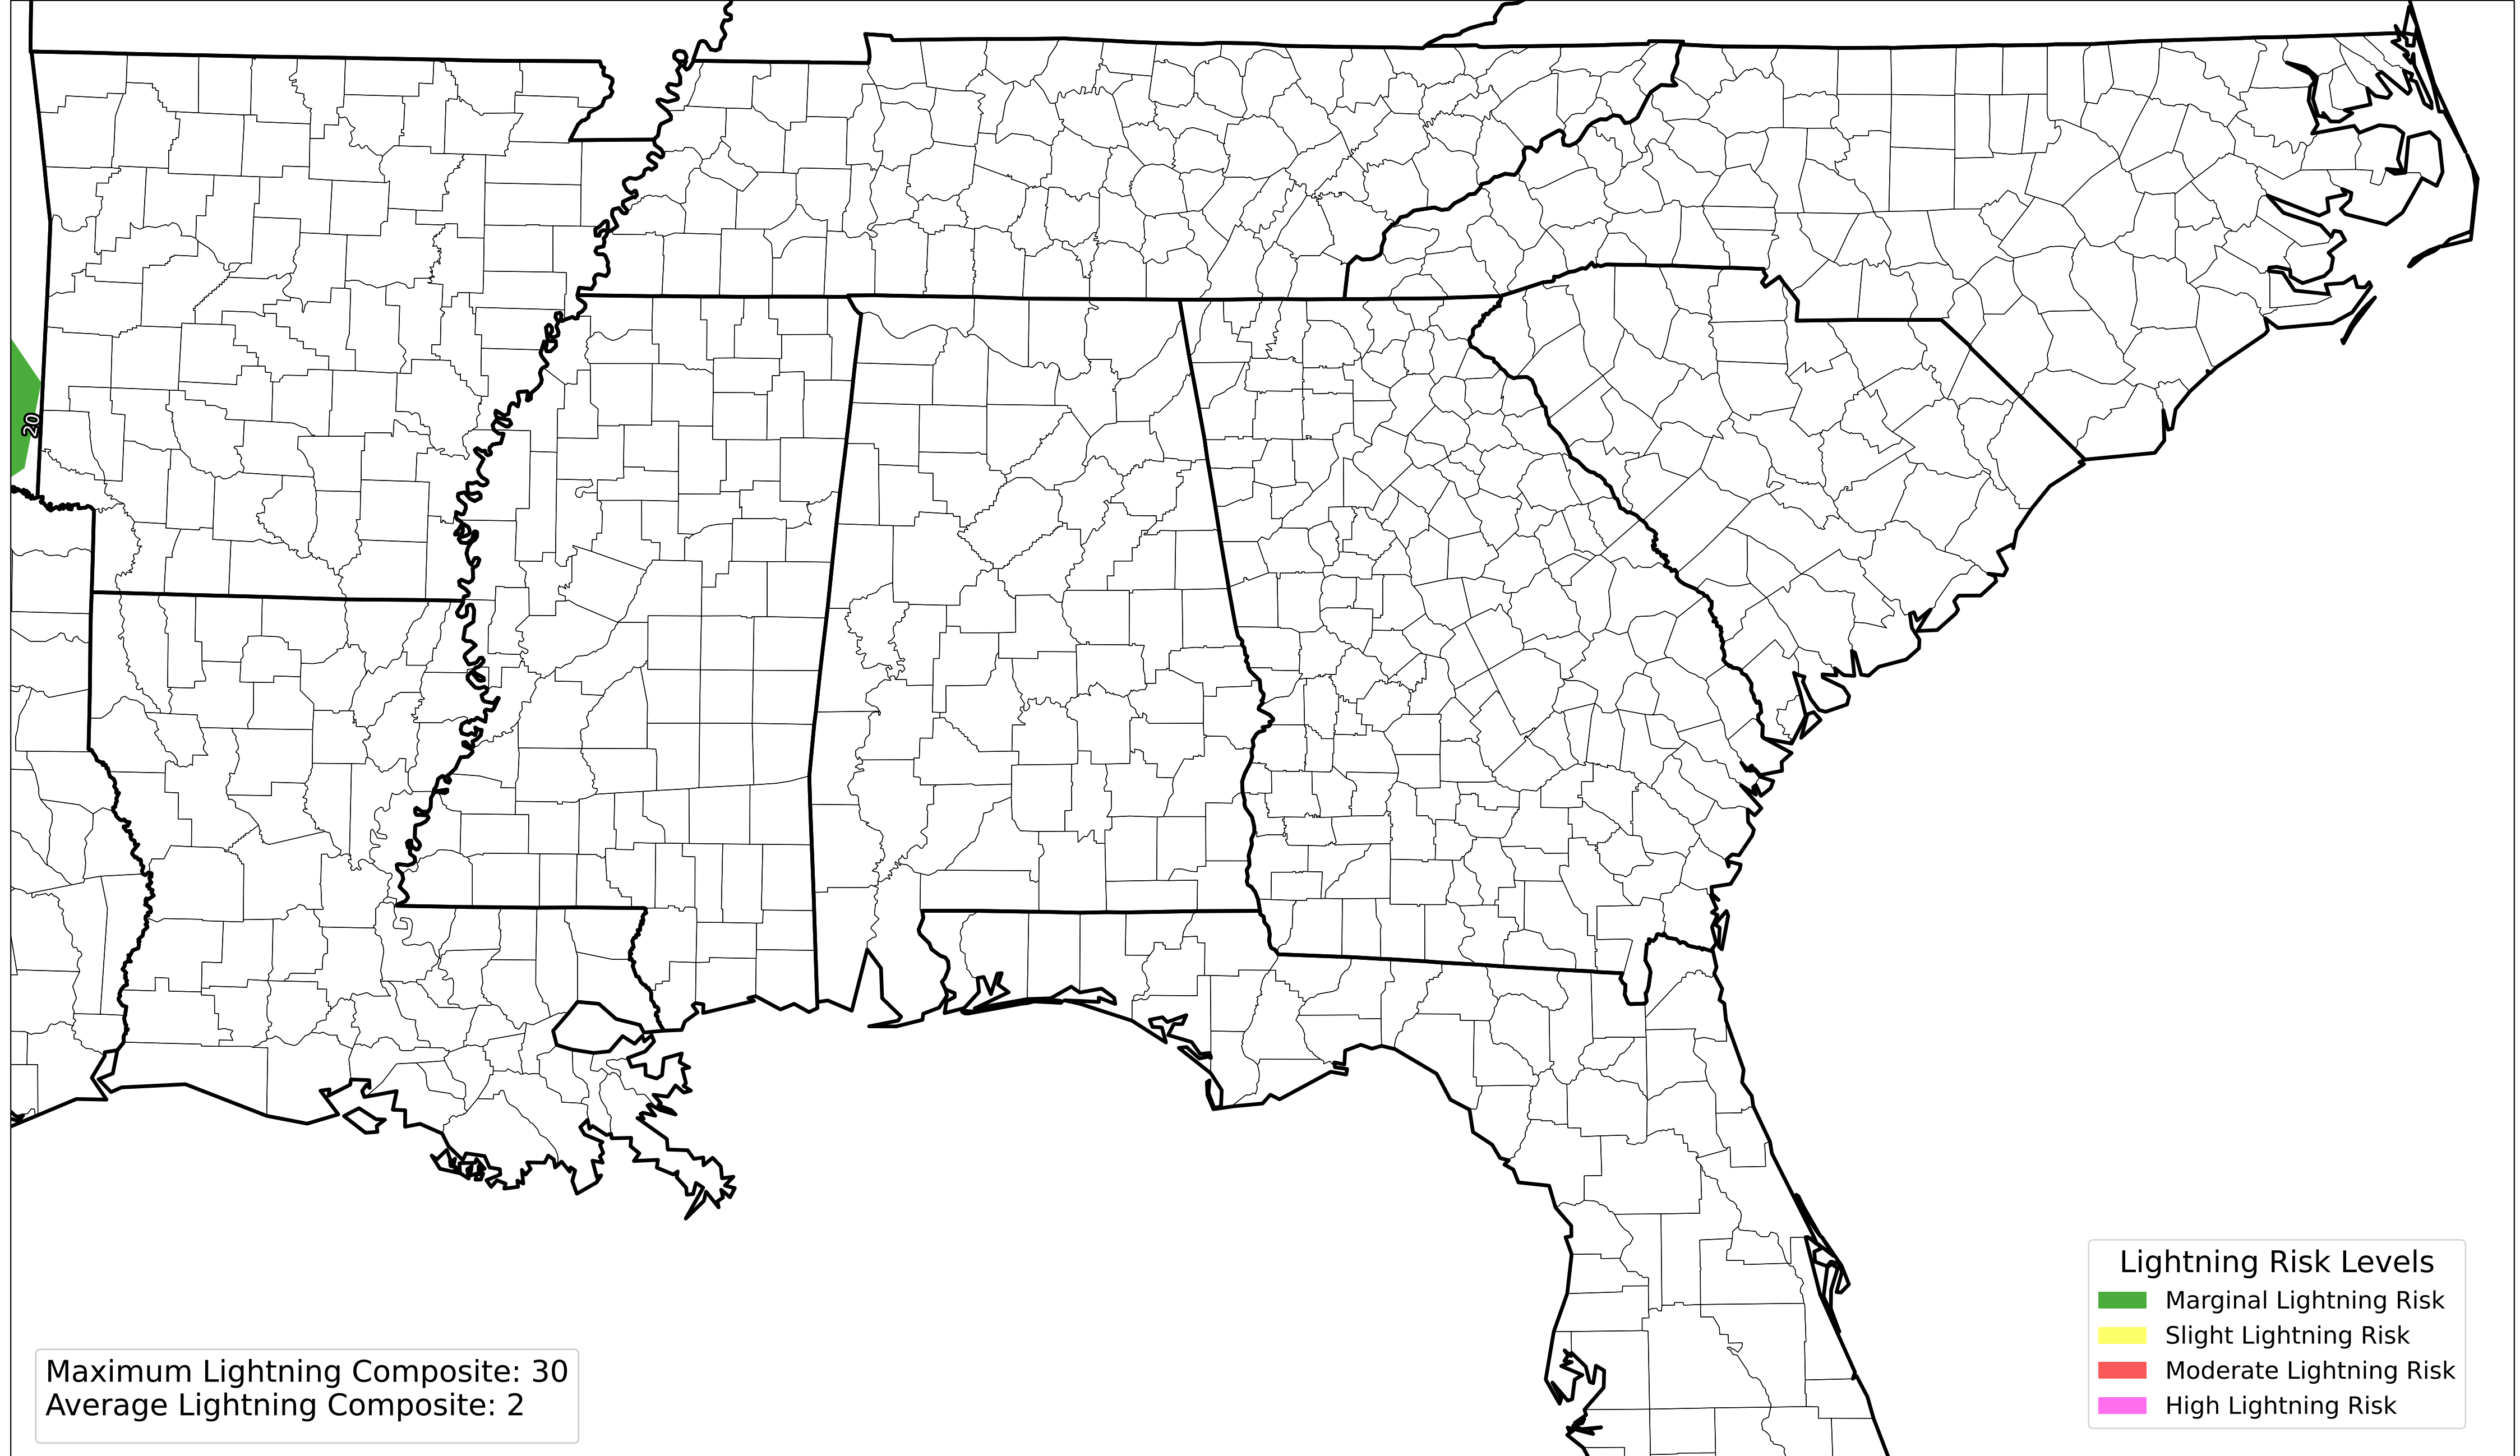 20
Maximum Lightning Composite: 30
Average Lightning Composite: 2
Lightning Risk Levels
Marginal Lightning Risk
Slight Lightning Risk
Moderate Lightning Risk
High Lightning Risk